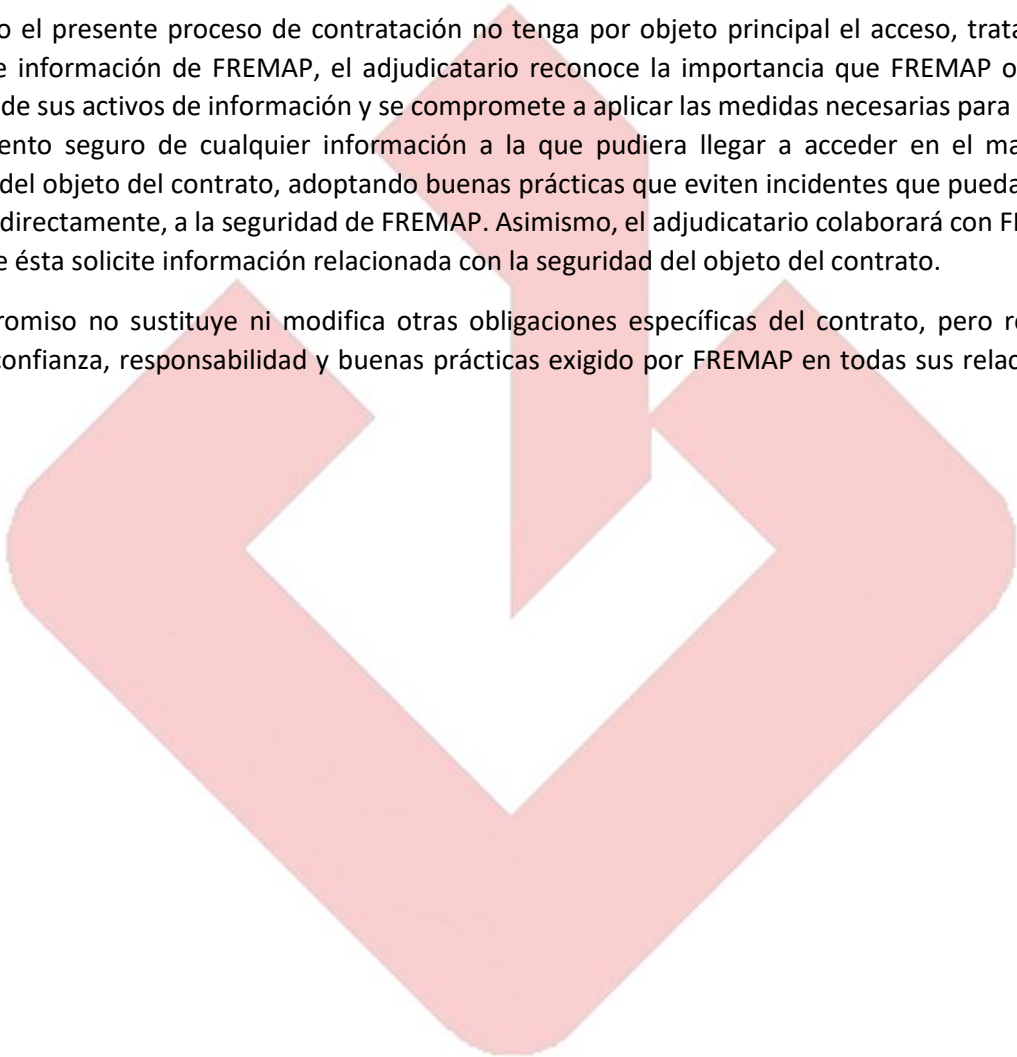 o el presente proceso de contratación no tenga por objeto principal el acceso, trata
e información de FREMAP, el adjudicatario reconoce la importancia que FREMAP o
de sus activos de información y se compromete a aplicar las medidas necesarias para
ento seguro de cualquier información a la que pudiera llegar a acceder en el ma
del objeto del contrato, adoptando buenas prácticas que eviten incidentes que pueda
directamente, a la seguridad de FREMAP. Asimismo, el adjudicatario colaborará con F
e ésta solicite información relacionada con la seguridad del objeto del contrato.
romiso no sustituye ni modifica otras obligaciones específicas del contrato, pero r
confianza, responsabilidad y buenas prácticas exigido por FREMAP en todas sus relac